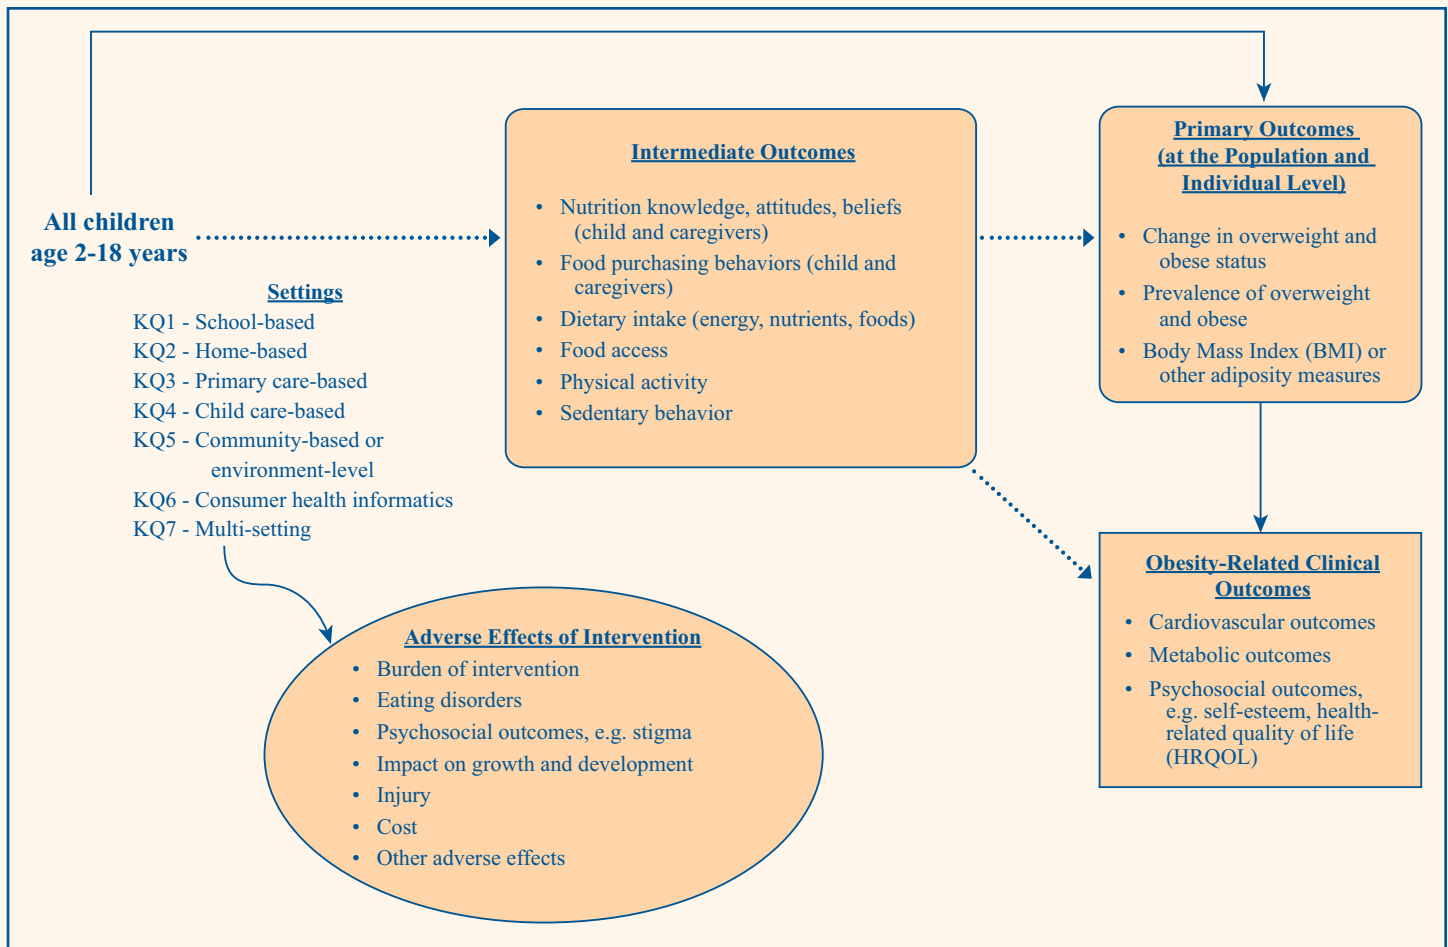 All children
age 2-18 years
Settings
KQ1 - School-based
KQ2 - Home-based
KQ3 - Primary care-based
KQ4 - Child care-based
KQ5 - Community-based or
environment-level
KQ6 - Consumer health informatics
KQ7 - Multi-setting
Intermediate Outcomes
• Nutrition knowledge, attitudes, beliefs
(child and caregivers)
• Food purchasing behaviors (child and
caregivers)
• Dietary intake (energy, nutrients, foods)
• Food access
• Physical activity
• Sedentary behavior
Primary Outcomes
(at the Population and
Individual Level)
• Change in overweight and
obese status
• Prevalence of overweight
and obese
• Body Mass Index (BMI) or
other adiposity measures
Adverse Effects of Intervention
• Burden of intervention
• Eating disorders
• Psychosocial outcomes, e.g. stigma
• Impact on growth and development
• Injury
• Cost
• Other adverse effects
Obesity-Related Clinical
Outcomes
• Cardiovascular outcomes
• Metabolic outcomes
• Psychosocial outcomes,
e.g. self-esteem, health-
related quality of life
(HRQOL)